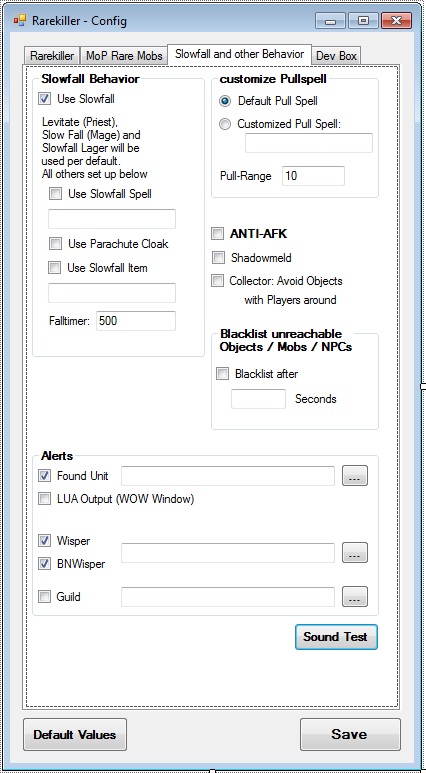 Rarekiller - Config
Rarekiller
MoP Rare Mobs
Slowfall and other Behavior
Dev Box
Slowfall Behavior
Use Slowfall
Levitate (Priest),
Slow Fall (Mage) and
Slowfall Lager will be
used per default.
All others set up below
Use Slowfall Spell
Use Parachute Cloak
Use Slowfall Item
Falltimer: 500
customize Pullspell
Default Pull Spell
Customized Pull Spell:
Pull-Range 10
ANTI-AFK
Shadowmeld
Collector: Avoid Objects
with Players around
Blacklist unreachable
Objects / Mobs / NPCs
Blacklist after
Seconds
Alerts
Found Unit ...
LUA Output (WOW Window)
Wisper
...
BNWisper
Guild ...
Sound Test
Default Values
Save